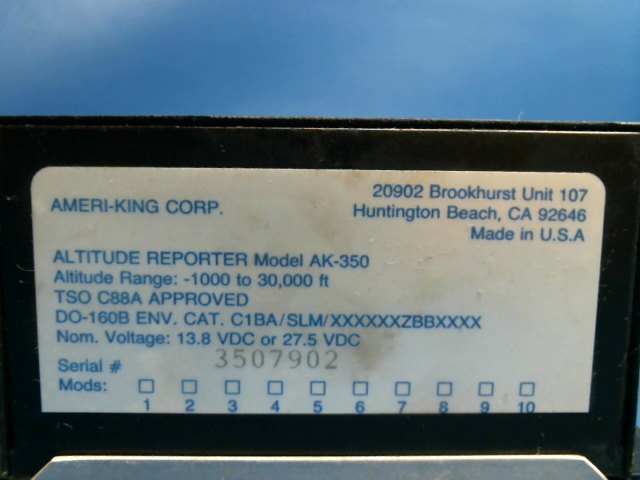 AMERI-KING CORP.
20902 Brookhurst Unit 107
Huntington Beach, CA 92646
Made in U.S.A
ALTITUDE REPORTER Model AK-350
Altitude Range: -1000 to 30,000 ft
TSO C88A APPROVED
DO-160B ENV. CAT. C1BA/SLM/XXXXXXZBBXXXX
Nom. Voltage: 13.8 VDC or 27.5 VDC
Serial # 3507902
Mods:
1 2 3 4 5 6 7 8 9 10